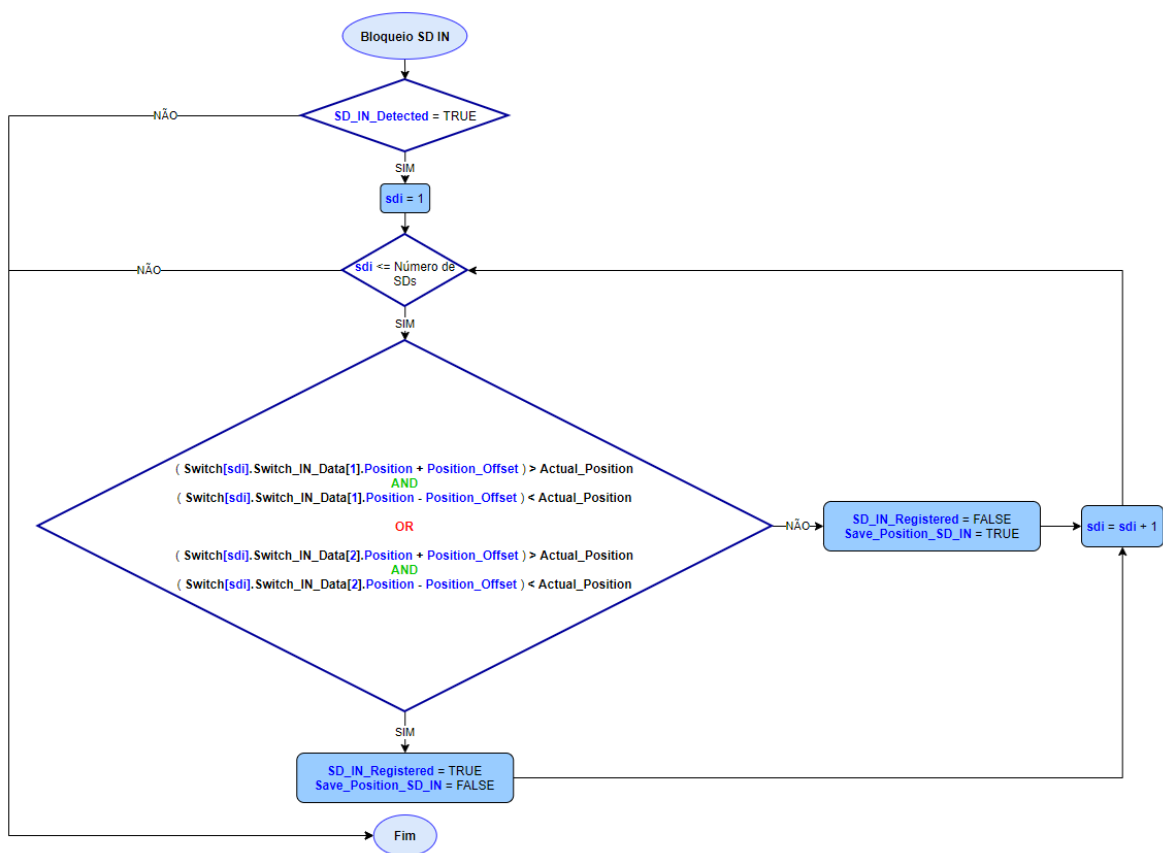 Bloqueio SD IN
SD_IN_Detected = TRUE
NÃO
SIM
sdi = 1
sdi <= Número de
SDs
NÃO
SIM
( Switch[sdi].Switch_IN_Data[1].Position + Position_Offset ) > Actual_Position
AND
( Switch[sdi].Switch_IN_Data[1].Position - Position_Offset ) < Actual_Position
OR
( Switch[sdi].Switch_IN_Data[2].Position + Position_Offset ) > Actual_Position
AND
( Switch[sdi].Switch_IN_Data[2].Position - Position_Offset ) < Actual_Position
NÃO
SD_IN_Registered = FALSE
Save_Position_SD_IN = TRUE
sdi = sdi + 1
SIM
SD_IN_Registered = TRUE
Save_Position_SD_IN = FALSE
Fim